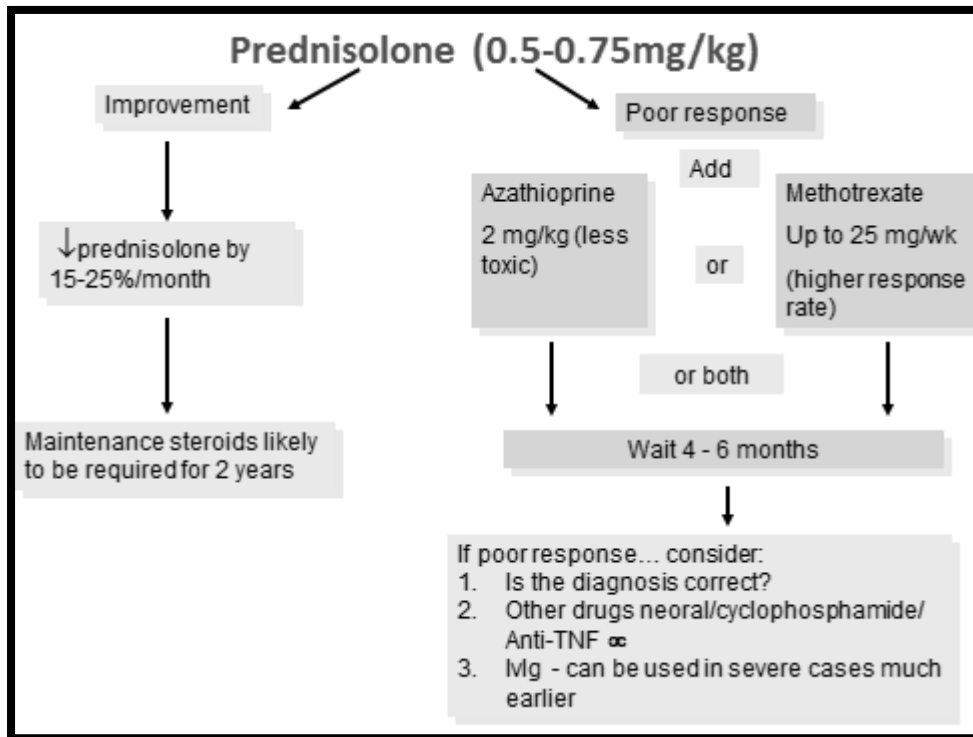 Prednisolone (0.5-0.75mg/kg)
Improvement
Poor response
Add
Azathioprine
2 mg/kg (less
toxic)
or
Methotrexate
Up to 25 mg/wk
(higher response
rate)
↓prednisolone by
15-25%/month
or both
Maintenance steroids likely
to be required for 2 years
Wait 4 - 6 months
If poor response... consider:
1. Is the diagnosis correct?
2. Other drugs neoral/cyclophosphamide/
Anti-TNF ∝
3. IVIg - can be used in severe cases much
earlier